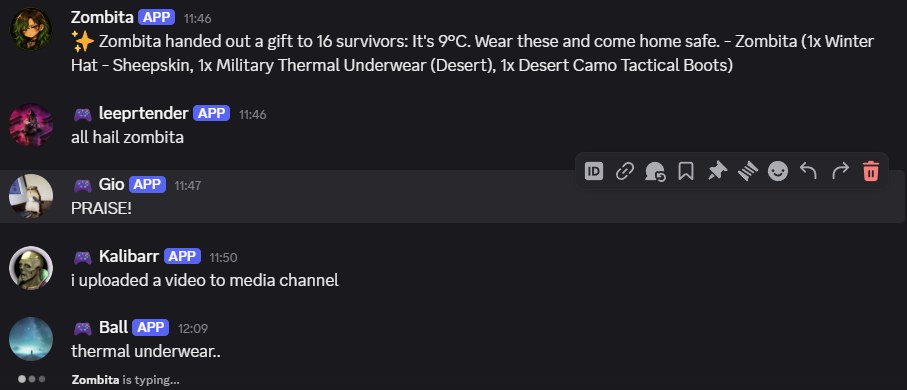 Zombita APP 11:46
✨ Zombita handed out a gift to 16 survivors: It's 9°C. Wear these and come home safe. - Zombita (1x Winter
Hat - Sheepskin, 1x Military Thermal Underwear (Desert), 1x Desert Camo Tactical Boots)
🎮 leeprtender APP 11:46
all hail zombita
🎮 Gio APP 11:47
ID
PRAISE!
🎮 Kalibarr APP 11:50
i uploaded a video to media channel
🎮 Ball APP 12:09
thermal underwear..
Zombita is typing...